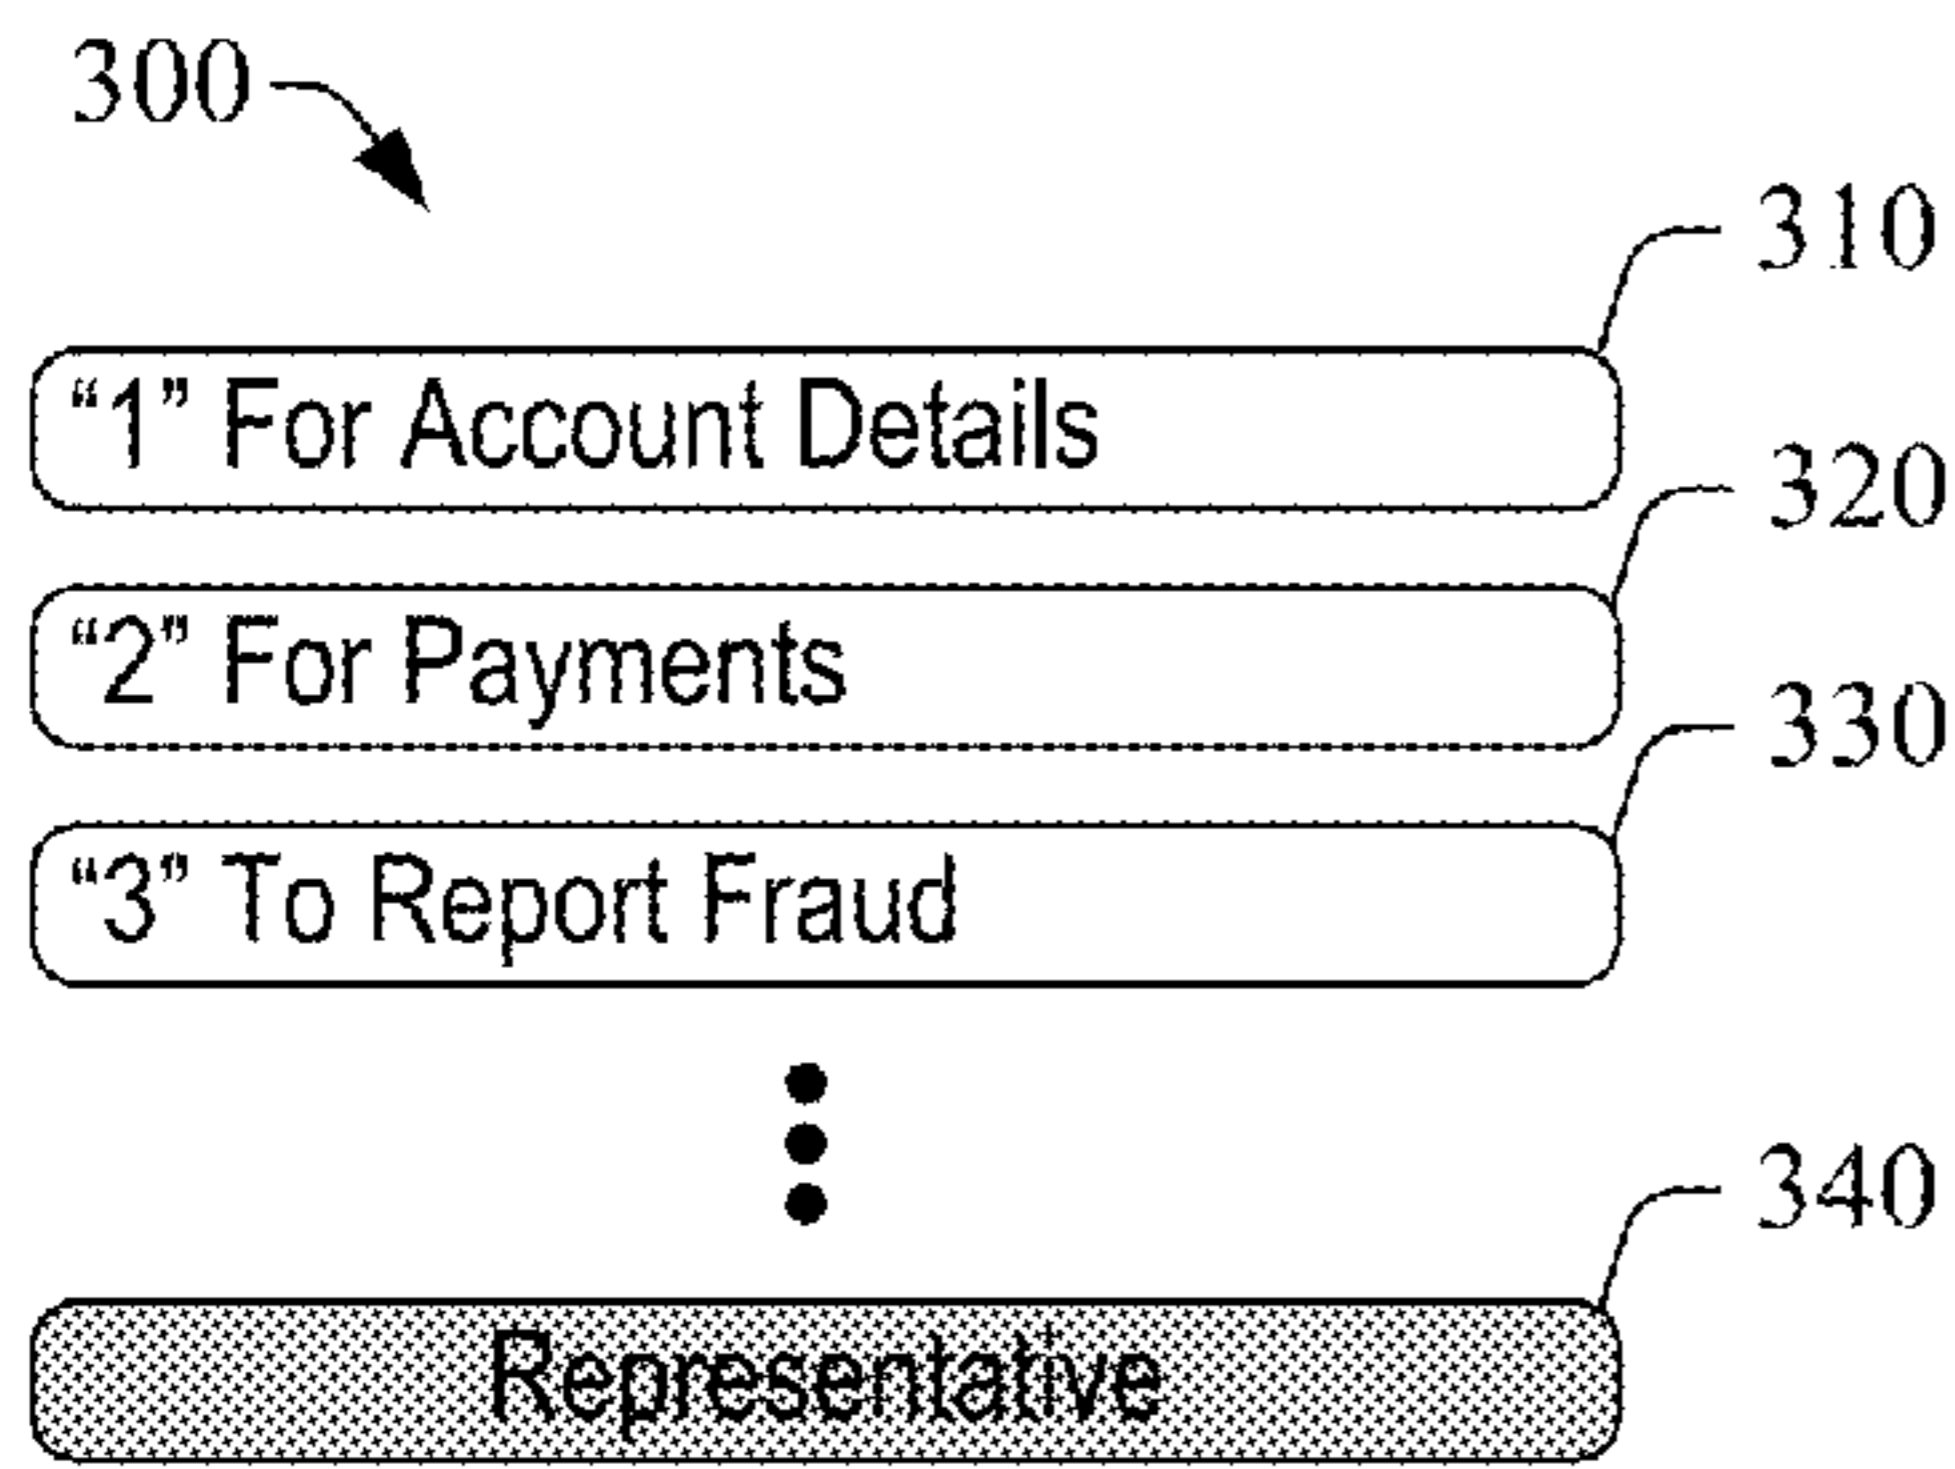 300
310
“1” For Account Details
320
“2” For Payments
330
“3” To Report Fraud
340
Representative